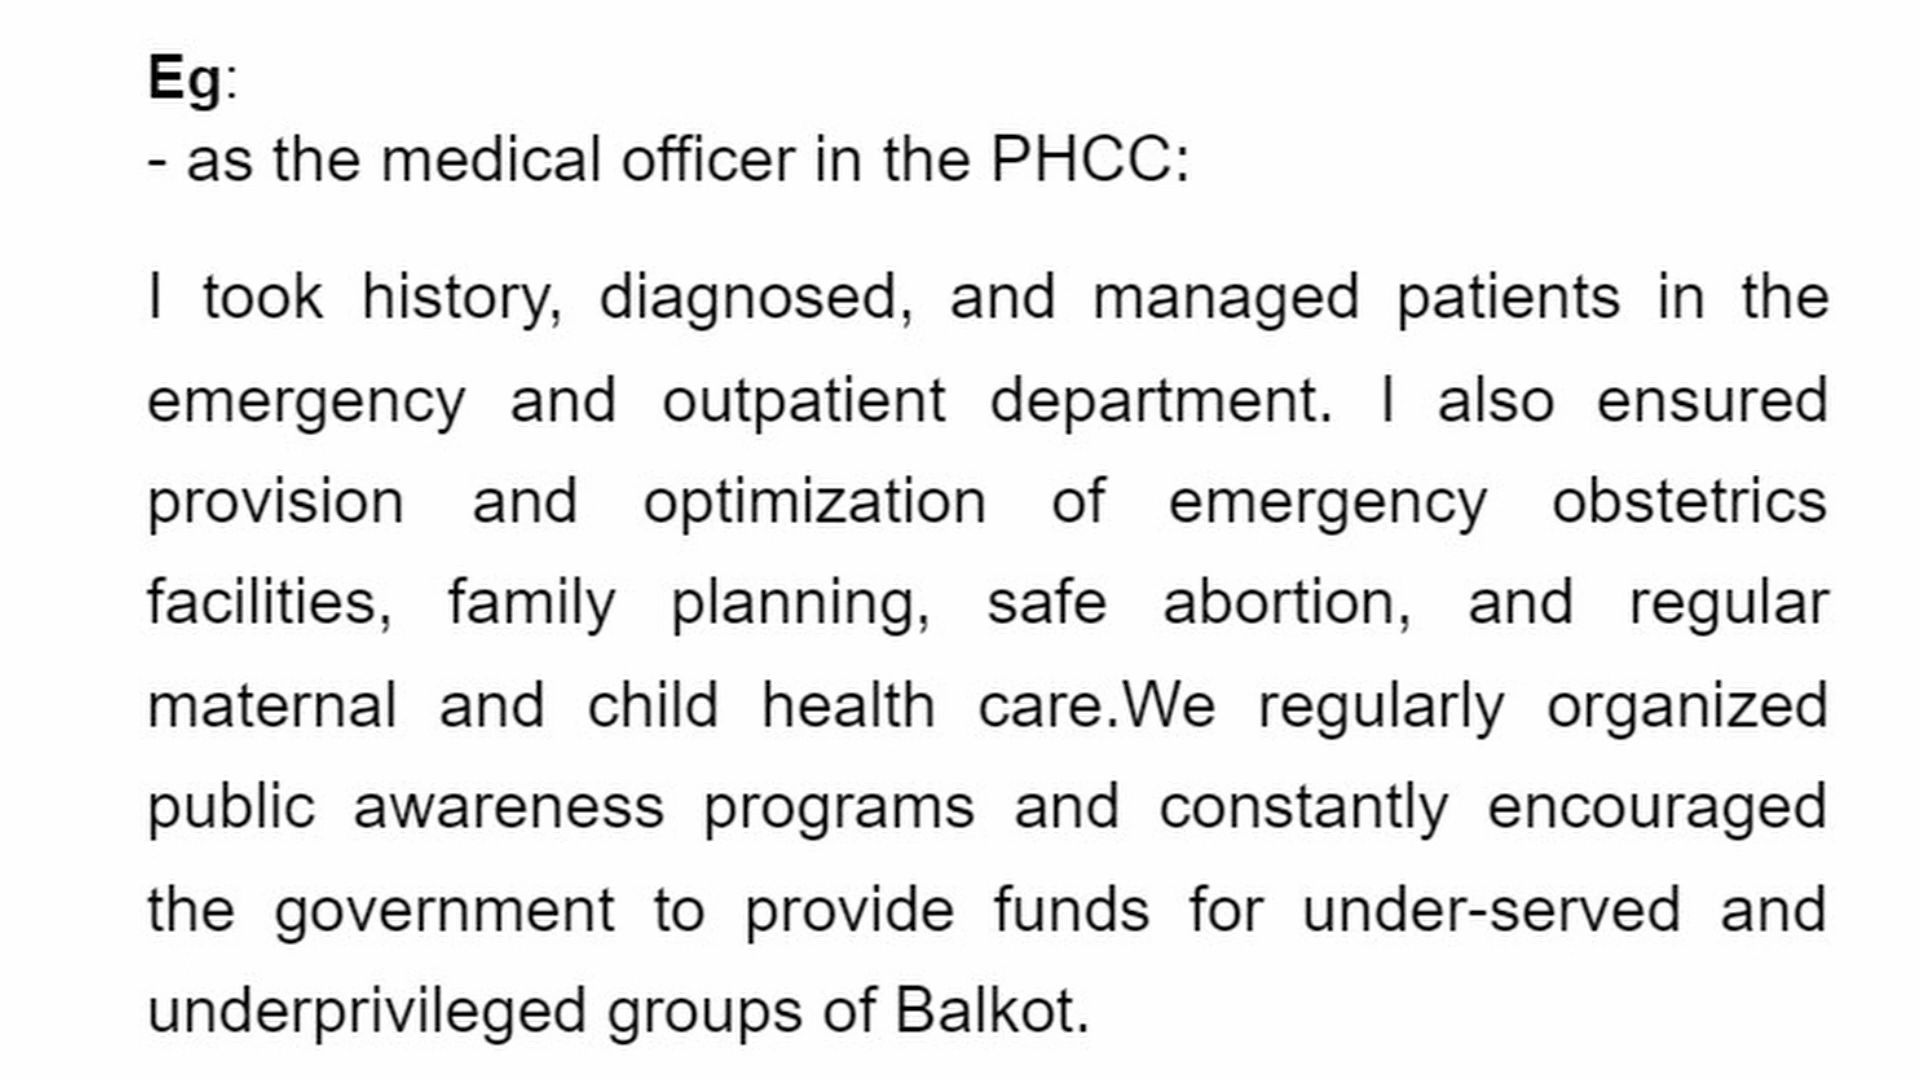 Eg:
- as the medical officer in the PHCC:
I took history, diagnosed, and managed patients in the
emergency and outpatient department. I also ensured
provision and optimization of emergency obstetrics
facilities, family planning, safe abortion, and regular
maternal and child health care.We regularly organized
public awareness programs and constantly encouraged
the government to provide funds for under-served and
underprivileged groups of Balkot.